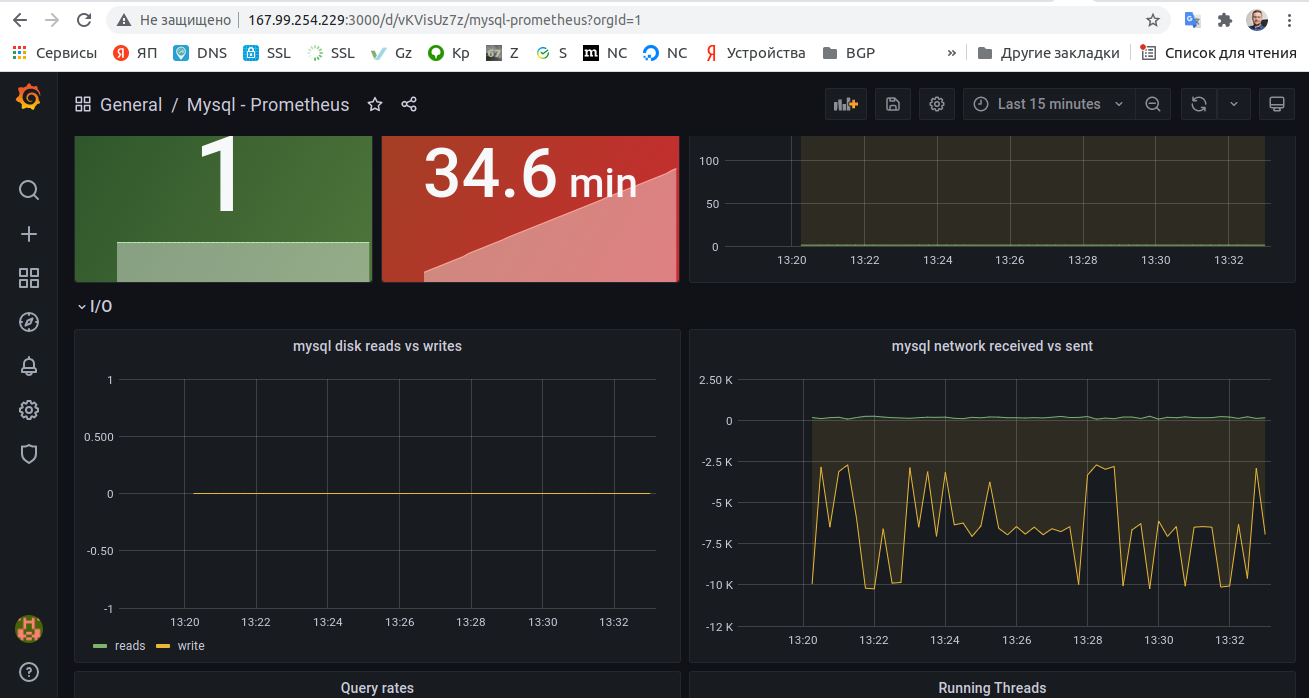 Не защищено 167.99.254.229:3000/d/vKVisUz7z/mysql-prometheus?orgId=1
Сервисы ЯП DNS SSL SSL Gz Кр Z S NC NC Устройства BGP » Другие закладки Список для чтения
General / Mysql - Prometheus Last 15 minutes
1
34.6 min
100
50
0
13:20 13:22 13:24 13:26 13:28 13:30 13:32
I/O
mysql disk reads vs writes
1
0.500
0
-0.50
-1
13:20 13:22 13:24 13:26 13:28 13:30 13:32
reads write
mysql network received vs sent
2.50 K
0
-2.5 K
-5 K
-7.5 K
-10 K
-12 K
13:20 13:22 13:24 13:26 13:28 13:30 13:32
Query rates
Running Threads